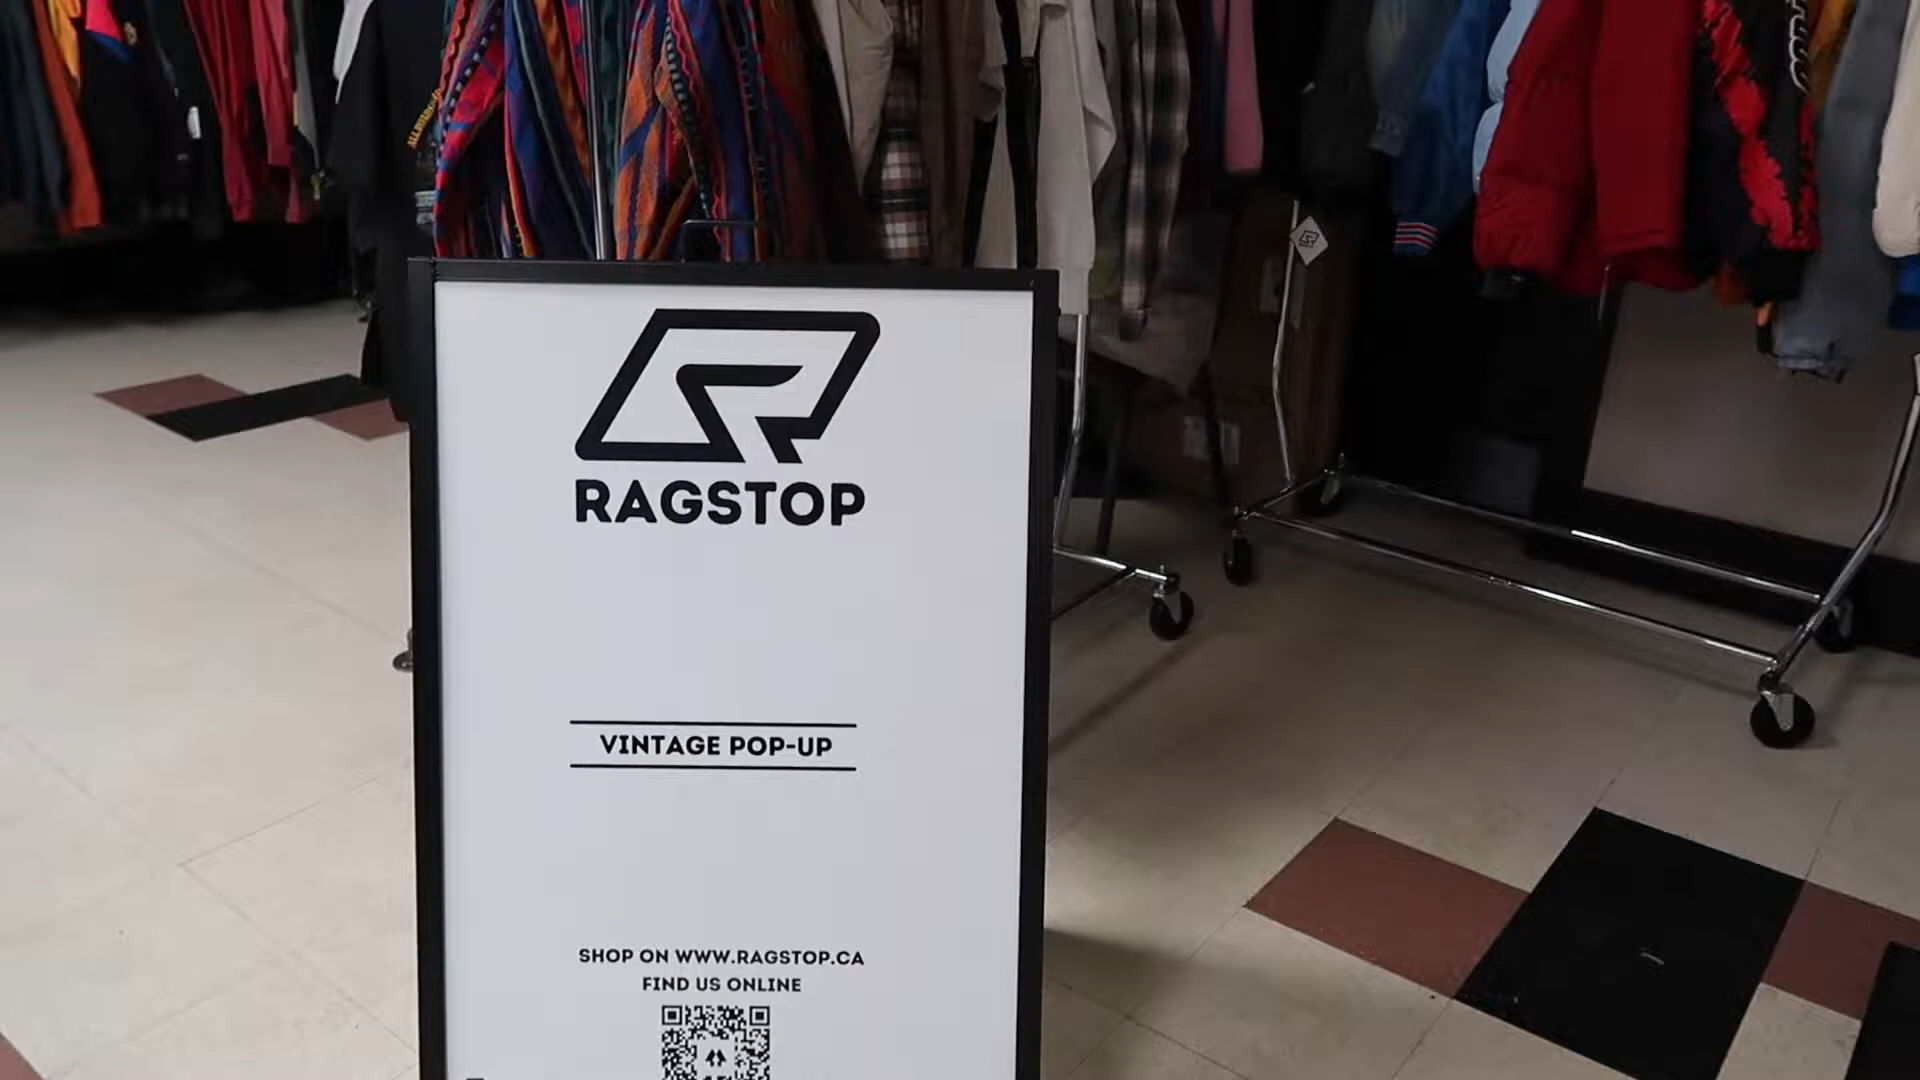 RAGSTOP
VINTAGE POP-UP
SHOP ON WWW.RAGSTOP.CA
FIND US ONLINE